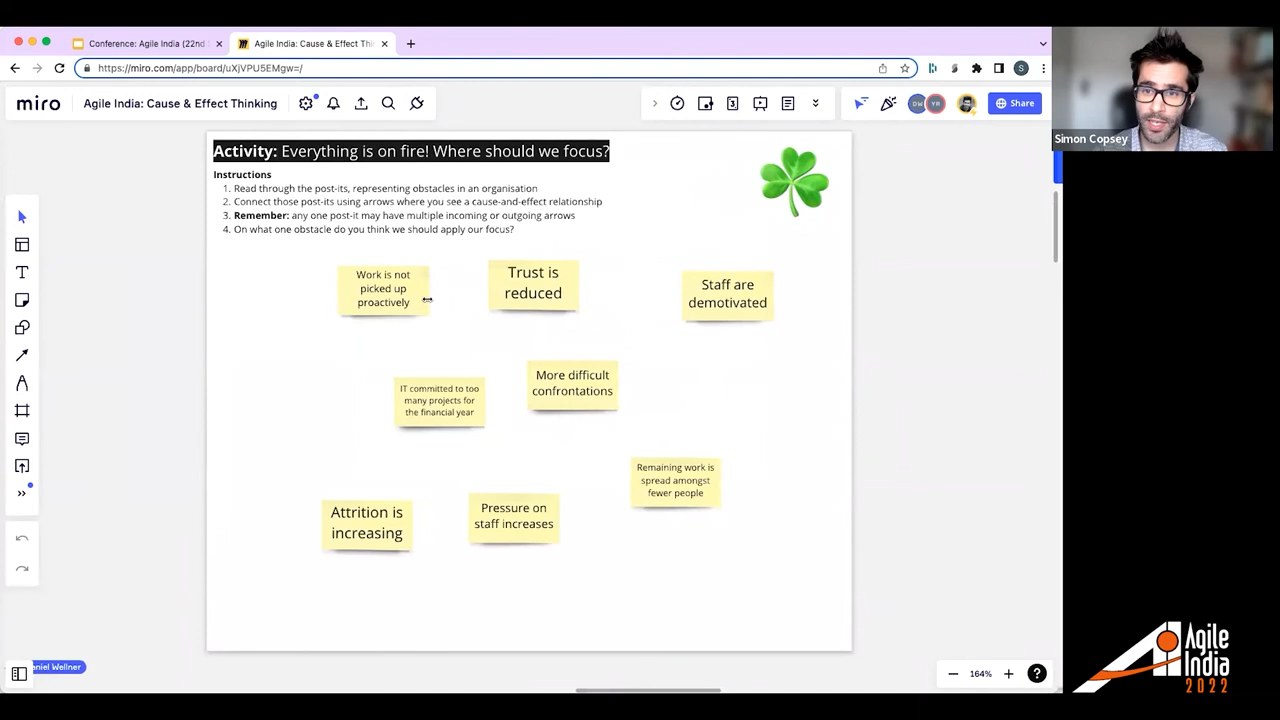 Conference: Agile India (22nd
Agile India: Cause & Effect Thin
https://miro.com/app/board/uXjVPU5EMgw=/
S
miro
Agile India: Cause & Effect Thinking
3
DW
YR
Share
Simon Copsey
Activity: Everything is on fire! Where should we focus?
Instructions
1. Read through the post-its, representing obstacles in an organisation
2. Connect those post-its using arrows where you see a cause-and-effect relationship
3. Remember: any one post-it may have multiple incoming or outgoing arrows
4. On what one obstacle do you think we should apply our focus?
Work is not
picked up
proactively
Trust is
reduced
Staff are
demotivated
IT committed to too
many projects for
the financial year
More difficult
confrontations
Remaining work is
spread amongst
fewer people
Attrition is
increasing
Pressure on
staff increases
aniel Wellner
164%
Agile
India
2022